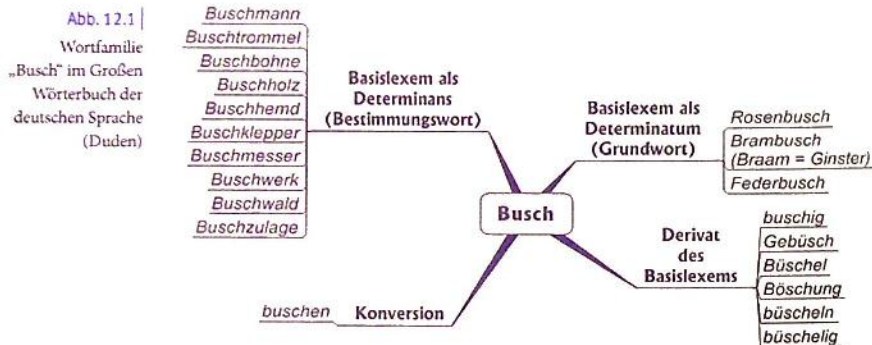 Abb. 12.1
Wortfamilie
„Busch“ im Großen
Wörterbuch der
deutschen Sprache
(Duden)
Buschmann
Buschtrommel
Buschbohne
Buschholz
Buschhemd
Buschklepper
Buschmesser
Buschwerk
Buschwald
Buschzulage
Basislexem als
Determinans
(Bestimmungswort)
Basislexem als
Determinatum
(Grundwort)
Rosenbusch
Brambusch
(Braam = Ginster)
Federbusch
Busch
Derivat
des
Basislexems
buschig
Gebüsch
Büschel
Böschung
büscheln
büschelig
buschen
Konversion